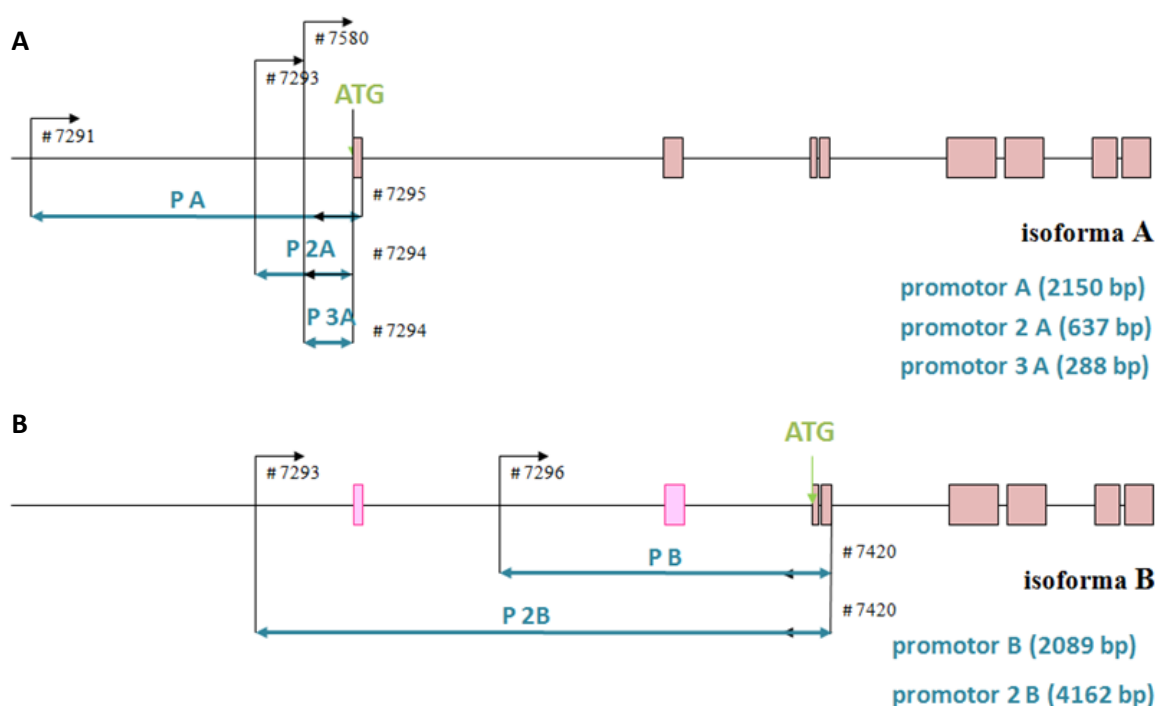 A
# 7580
# 7293
ATG
# 7291
P A
# 7295
P 2A
# 7294
isoforma A
promotor A (2150 bp)
P 3A
# 7294
promotor 2 A (637 bp)
promotor 3 A (288 bp)
B
ATG
# 7293
# 7296
P B
# 7420
isoforma B
P 2B
# 7420
promotor B (2089 bp)
promotor 2 B (4162 bp)